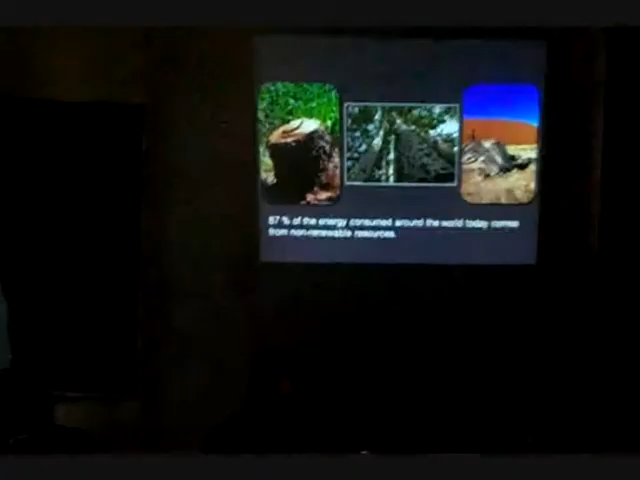 87 % of the energy consumed around the world today comes
from non-renewable resources.